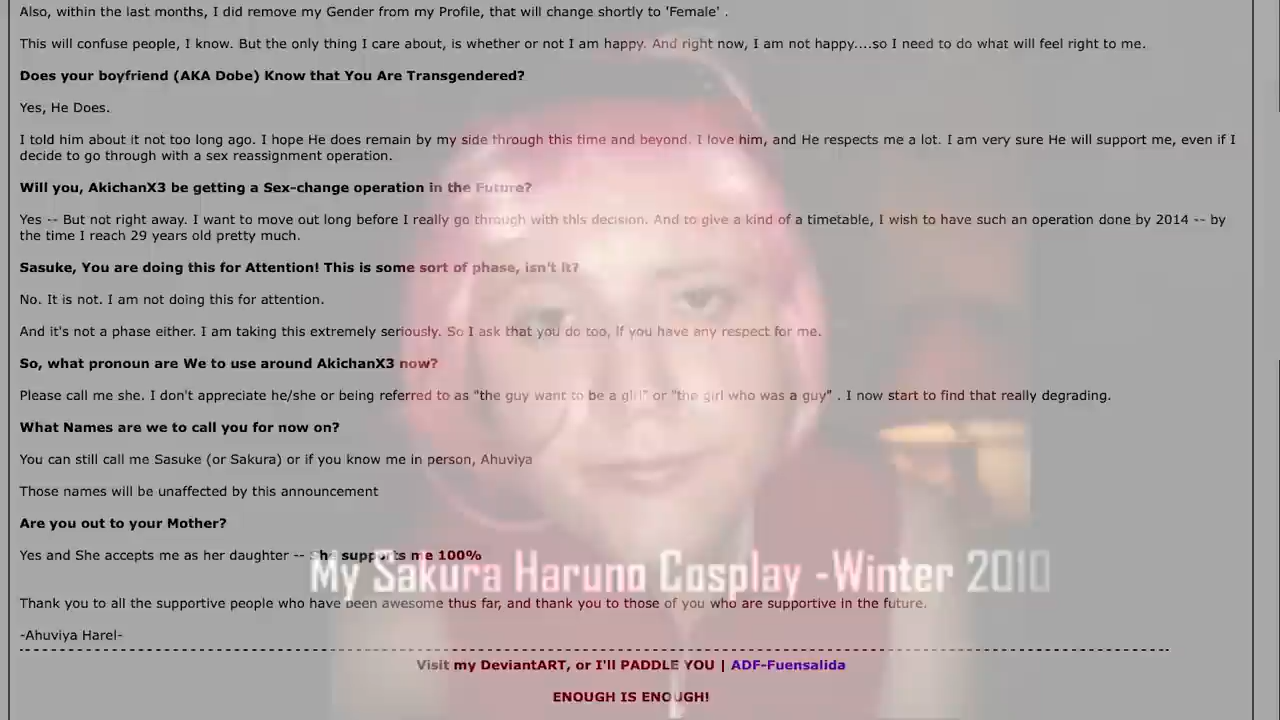 Also, within the last months, I did remove my Gender from my Profile, that will change shortly to 'Female' .
This will confuse people, I know. But the only thing I care about, is whether or not I am happy. And right now, I am not happy....so I need to do what will feel right to me.
Does your boyfriend (AKA Dobe) Know that You Are Transgendered?
Yes, He Does.
I told him about it not too long ago. I hope He does remain by my side through this time and beyond. I love him, and He respects me a lot. I am very sure He will support me, even if I
decide to go through with a sex reassignment operation.
Will you, AkichanX3 be getting a Sex-change operation in the Future?
Yes -- But not right away. I want to move out long before I really go through with this decision. And to give a kind of a timetable, I wish to have such an operation done by 2014 -- by
the time I reach 29 years old pretty much.
Sasuke, You are doing this for Attention! This is some sort of phase, isn't it?
No. It is not. I am not doing this for attention.
And it's not a phase either. I am taking this extremely seriously. So I ask that you do too, if you have any respect for me.
So, what pronoun are We to use around AkichanX3 now?
Please call me she. I don't appreciate he/she or being referred to as "the guy want to be a girl" or "the girl who was a guy" . I now start to find that really degrading.
What Names are we to call you for now on?
You can still call me Sasuke (or Sakura) or if you know me in person, Ahuviya
Those names will be unaffected by this announcement
Are you out to your Mother?
Yes and She accepts me as her daughter -- She supports me 100%
My Sakura Haruno Cosplay -Winter 2010
Thank you to all the supportive people who have been awesome thus far, and thank you to those of you who are supportive in the future.
-Ahuviya Harel-
Visit my DeviantART, or I'll PADDLE YOU | ADF-Fuensalida
ENOUGH IS ENOUGH!